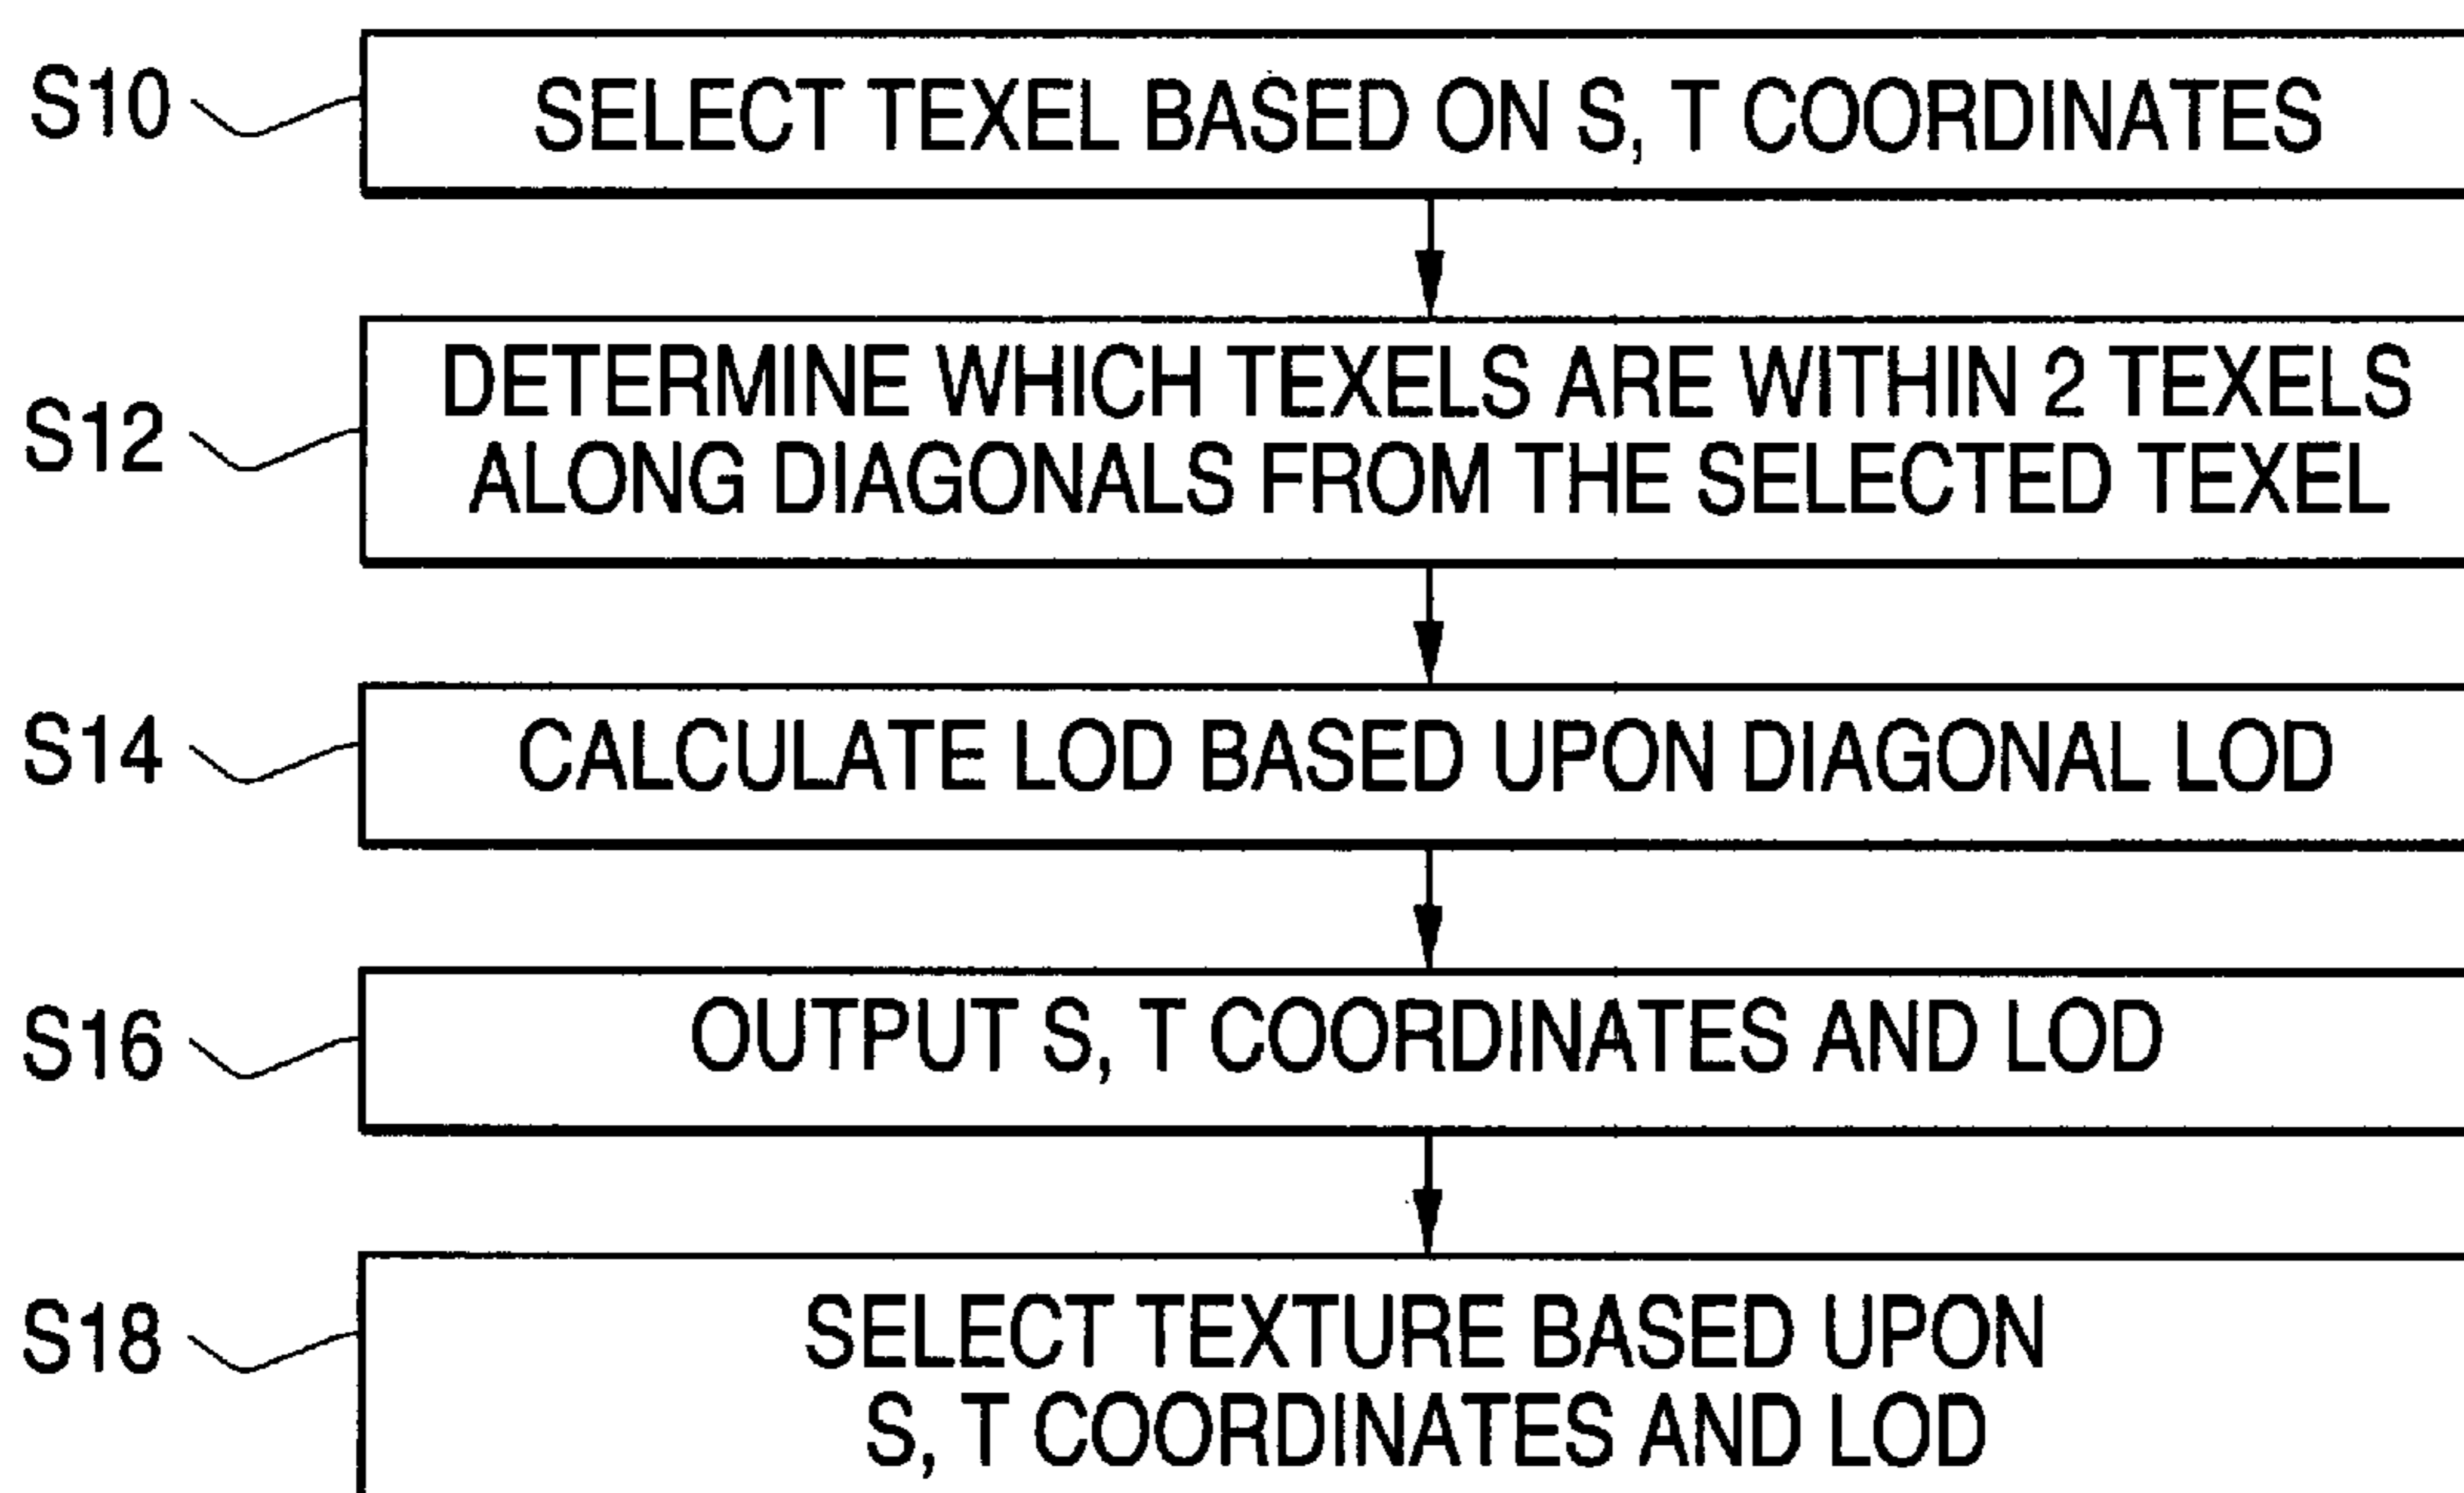 S10 SELECT TEXEL BASED ON S, T COORDINATES
S12 DETERMINE WHICH TEXELS ARE WITHIN 2 TEXELS
ALONG DIAGONALS FROM THE SELECTED TEXEL
S14 CALCULATE LOD BASED UPON DIAGONAL LOD
S16 OUTPUT S, T COORDINATES AND LOD
S18 SELECT TEXTURE BASED UPON
S, T COORDINATES AND LOD